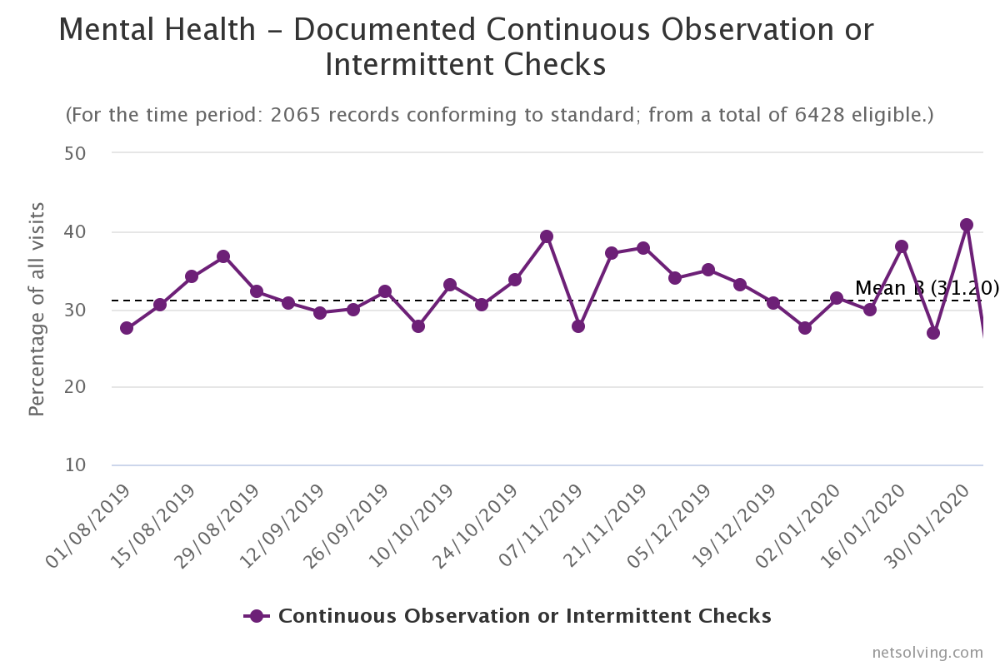 Mental Health – Documented Continuous Observation or
Intermittent Checks
(For the time period: 2065 records conforming to standard; from a total of 6428 eligible.)
Percentage of all visits
50
40
30
20
10
Mean B (31.20)
01/08/2019
15/08/2019
29/08/2019
12/09/2019
26/09/2019
10/10/2019
24/10/2019
07/11/2019
21/11/2019
05/12/2019
19/12/2019
02/01/2020
16/01/2020
30/01/2020
Continuous Observation or Intermittent Checks
netsolving.com